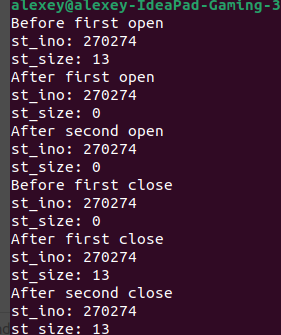 alexey@alexey-IdeaPad-Gaming-3
Before first open
st_ino: 270274
st_size: 13
After first open
st_ino: 270274
st_size: 0
After second open
st_ino: 270274
st_size: 0
Before first close
st_ino: 270274
st_size: 0
After first close
st_ino: 270274
st_size: 13
After second close
st_ino: 270274
st_size: 13